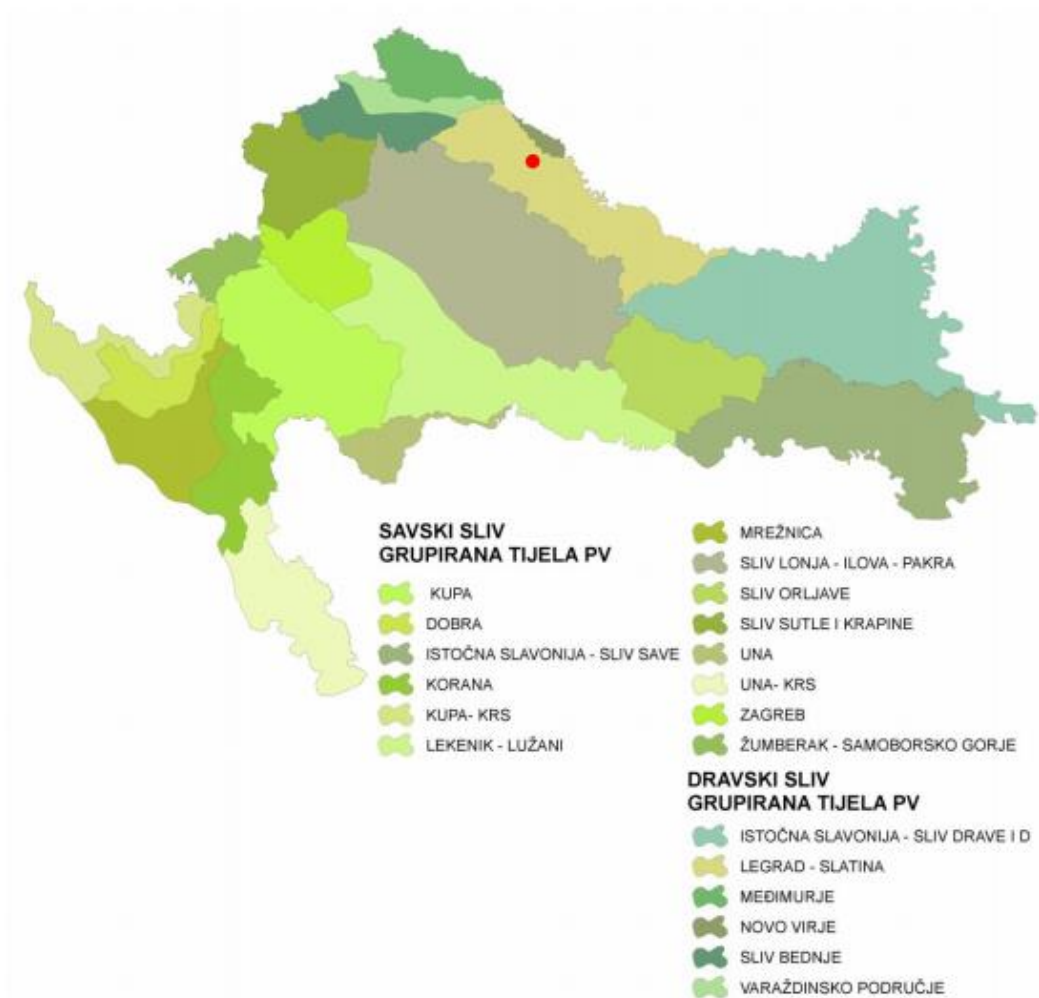 SAVSKI SLIV
GRUPIRANA TIJELA PV
KUPA
DOBRA
ISTOČNA SLAVONIJA - SLIV SAVE
KORANA
KUPA- KRS
LEKENIK - LUŽANI
MREŽNICA
SLIV LONJA - ILOVA - PAKRA
SLIV ORLJAVE
SLIV SUTLE I KRAPINE
UNA
UNA- KRS
ZAGREB
ŽUMBERAK - SAMOBORSKO GORJE
DRAVSKI SLIV
GRUPIRANA TIJELA PV
ISTOČNA SLAVONIJA - SLIV DRAVE I D
LEGRAD - SLATINA
MEĐIMURJE
NOVO VIRJE
SLIV BEDNJE
VARAŽDINSKO PODRUČJE